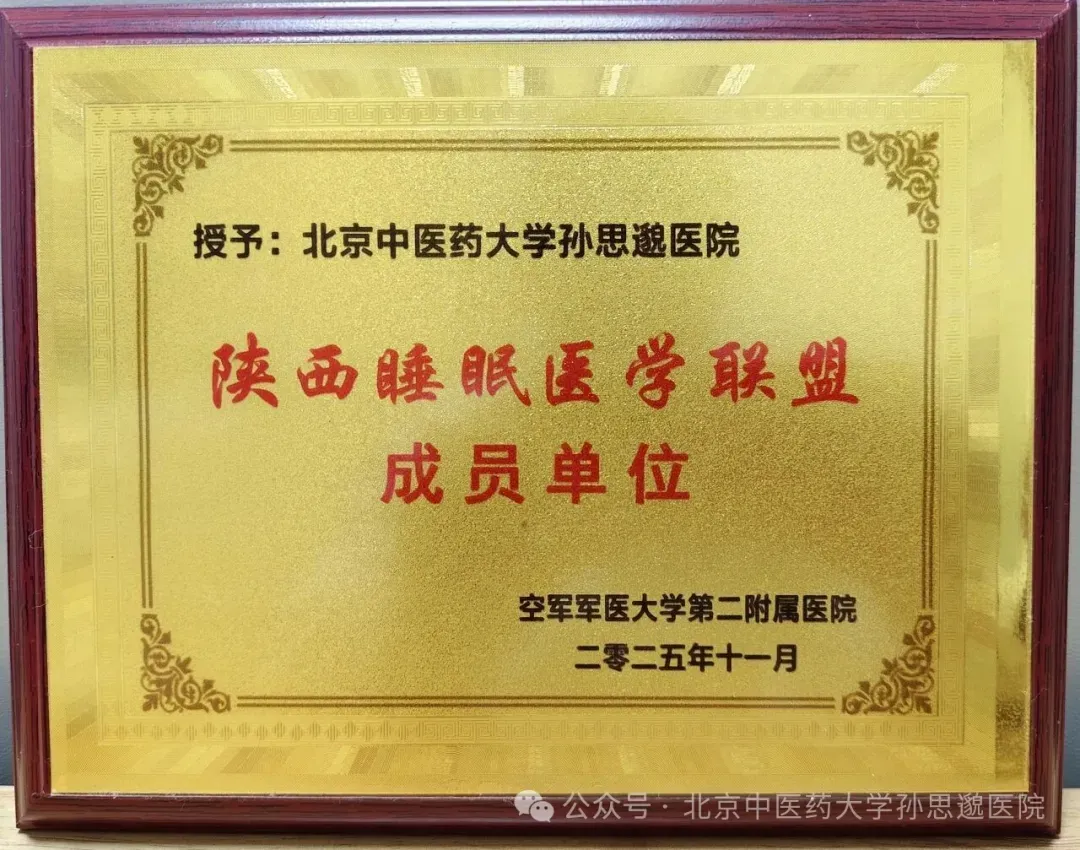 授予：北京中医药大学孙思邈医院
陕西睡眠医学联盟
成员单位
空军军医大学第二附属医院
二零二五年十一月
公众号·北京中医药大学孙思邈医院